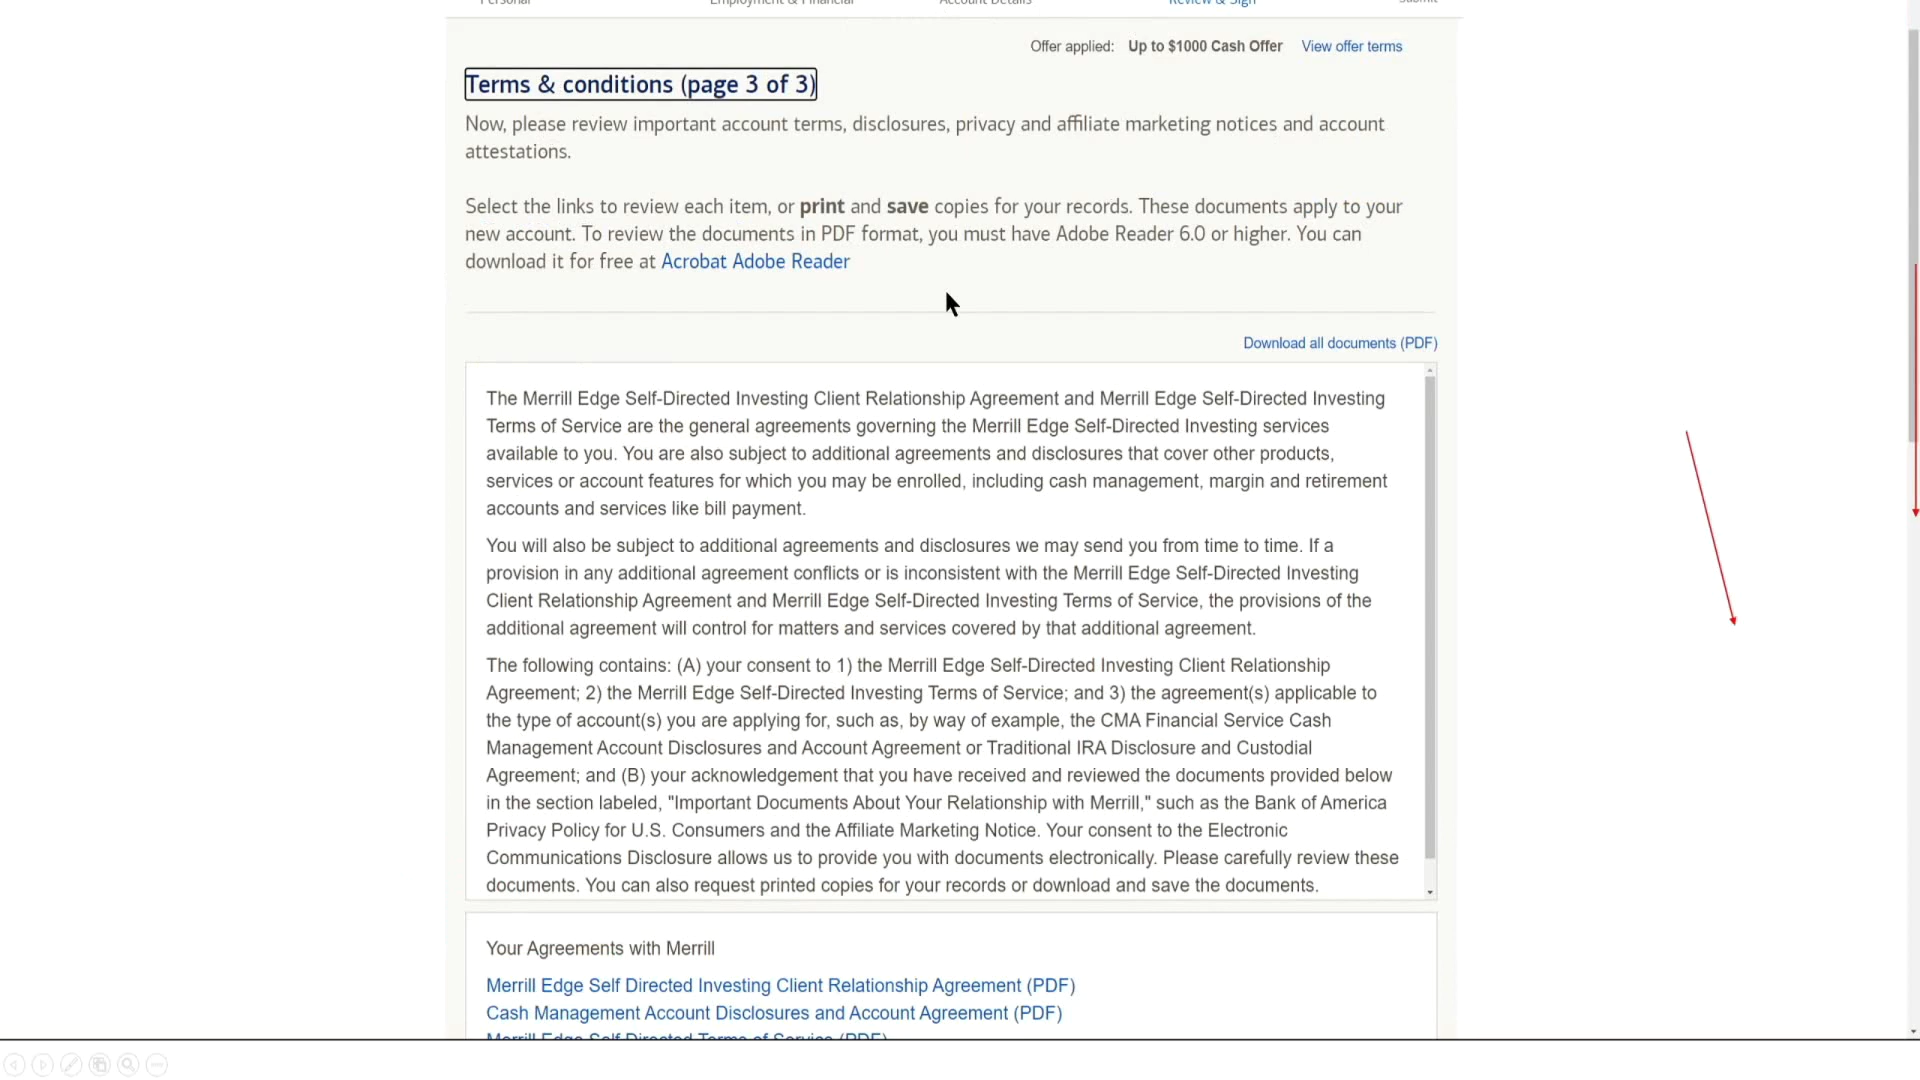 Personal Employment & Financial Account Details Review & Sign Submit
Offer applied: Up to $1000 Cash Offer View offer terms
Terms & conditions (page 3 of 3)
Now, please review important account terms, disclosures, privacy and affiliate marketing notices and account
attestations.
Select the links to review each item, or print and save copies for your records. These documents apply to your
new account. To review the documents in PDF format, you must have Adobe Reader 6.0 or higher. You can
download it for free at Acrobat Adobe Reader
Download all documents (PDF)
The Merrill Edge Self-Directed Investing Client Relationship Agreement and Merrill Edge Self-Directed Investing
Terms of Service are the general agreements governing the Merrill Edge Self-Directed Investing services
available to you. You are also subject to additional agreements and disclosures that cover other products,
services or account features for which you may be enrolled, including cash management, margin and retirement
accounts and services like bill payment.
You will also be subject to additional agreements and disclosures we may send you from time to time. If a
provision in any additional agreement conflicts or is inconsistent with the Merrill Edge Self-Directed Investing
Client Relationship Agreement and Merrill Edge Self-Directed Investing Terms of Service, the provisions of the
additional agreement will control for matters and services covered by that additional agreement.
The following contains: (A) your consent to 1) the Merrill Edge Self-Directed Investing Client Relationship
Agreement; 2) the Merrill Edge Self-Directed Investing Terms of Service; and 3) the agreement(s) applicable to
the type of account(s) you are applying for, such as, by way of example, the CMA Financial Service Cash
Management Account Disclosures and Account Agreement or Traditional IRA Disclosure and Custodial
Agreement; and (B) your acknowledgement that you have received and reviewed the documents provided below
in the section labeled, "Important Documents About Your Relationship with Merrill," such as the Bank of America
Privacy Policy for U.S. Consumers and the Affiliate Marketing Notice. Your consent to the Electronic
Communications Disclosure allows us to provide you with documents electronically. Please carefully review these
documents. You can also request printed copies for your records or download and save the documents.
Your Agreements with Merrill
Merrill Edge Self Directed Investing Client Relationship Agreement (PDF)
Cash Management Account Disclosures and Account Agreement (PDF)
Merrill Edge Self Directed Terms of Service (PDF)